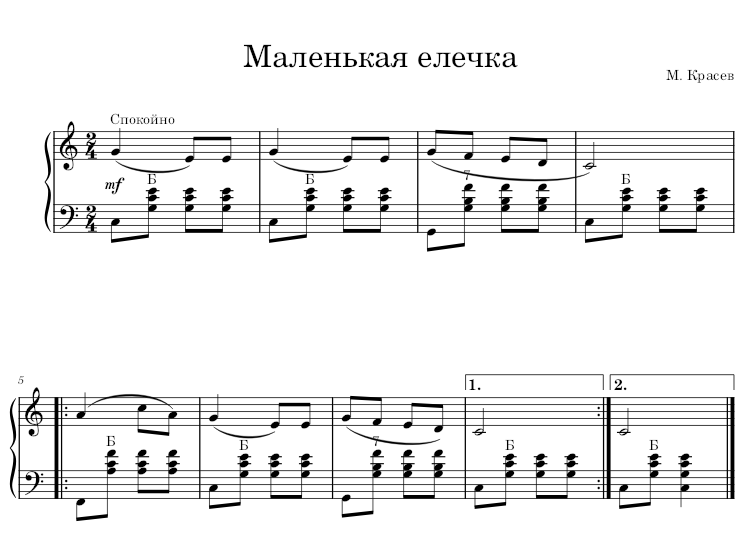 Маленькая елечка
М. Красев
Спокойно
mf
Б Б 7 Б
5
1. 2.
Б Б 7 Б Б